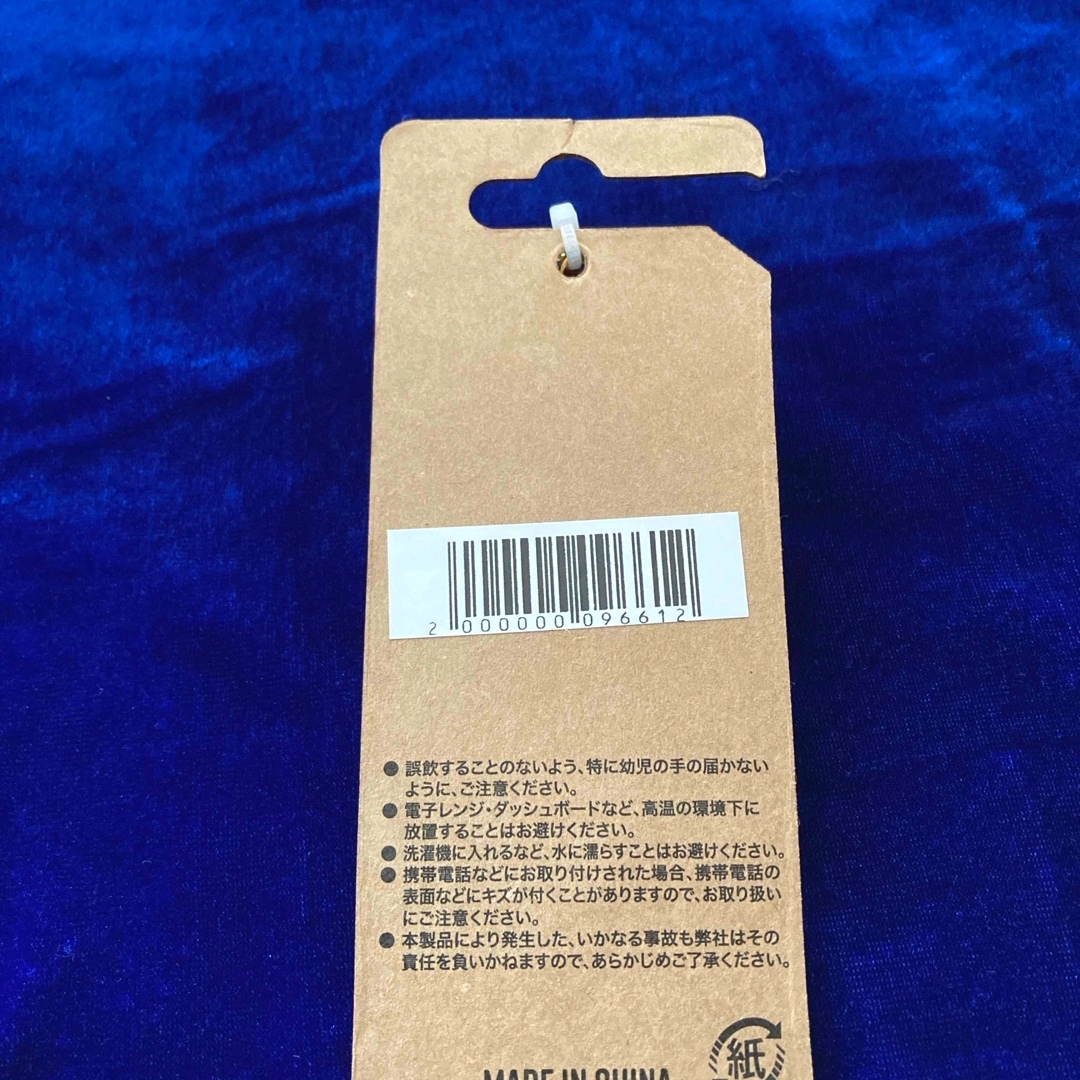 2 000000 096612
● 誤飲することのないよう、特に幼児の手の届かない
ように、ご注意ください。
● 電子レンジ・ダッシュボードなど、高温の環境下に
放置することはお避けください。
● 洗濯機に入れるなど、水に濡らすことはお避けください。
● 携帯電話などにお取り付けされた場合、携帯電話の
表面などにキズが付くことがありますので、お取り扱い
にご注意ください。
● 本製品により発生した、いかなる事故も弊社はその
責任を負いかねますので、あらかじめご了承ください。
MADE IN CHINA
紙